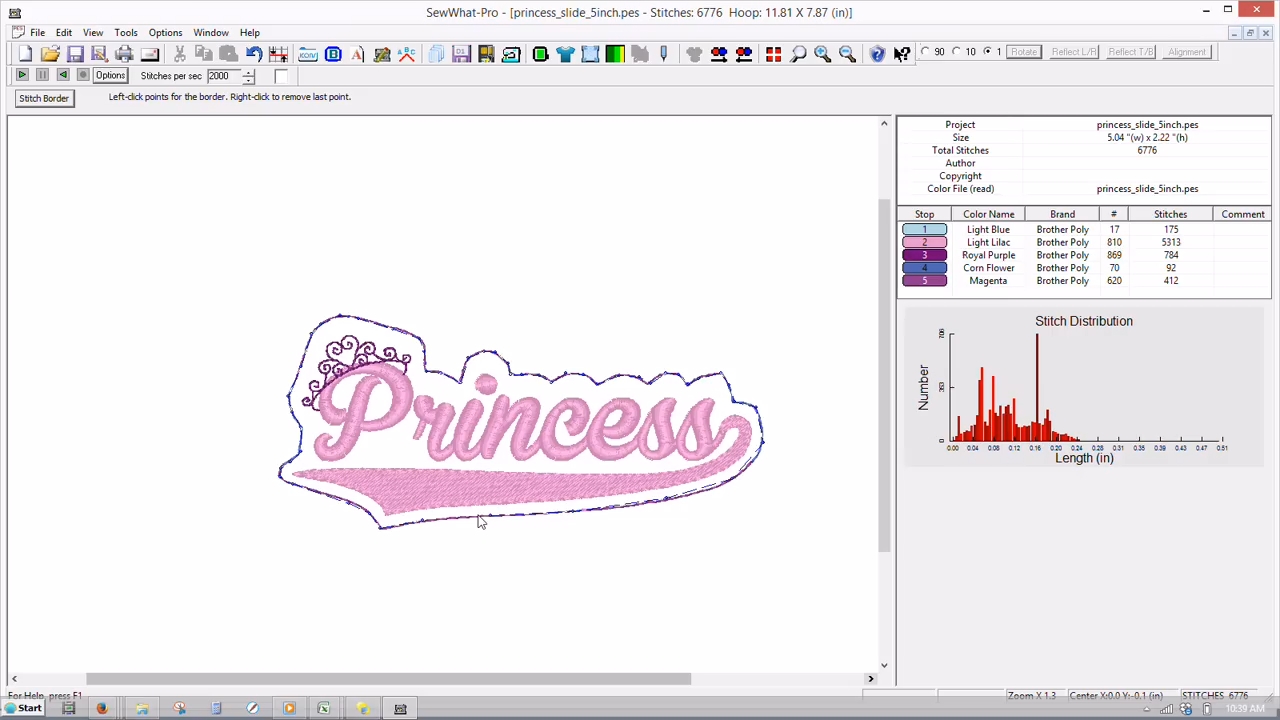 SewWhat-Pro - [princess_slide_5inch.pes - Stitches: 6776 Hoop: 11.81 X 7.87 (in)]
File Edit View Tools Options Window Help
90 10 Rotate Reflect L/R Reflect T/B Alignment
Options Stitches per sec 2000
Stitch Border Left-click points for the border. Right-click to remove last point.
Project princess_slide_5inch.pes
Size 5.04 "(w) x 2.22 "(h)
Total Stitches 6776
Author
Copyright
Color File (read) princess_slide_5inch.pes
Stop Color Name Brand # Stitches Comment
1 Light Blue Brother Poly 17 175
2 Light Lilac Brother Poly 810 5313
3 Royal Purple Brother Poly 869 784
4 Corn Flower Brother Poly 70 92
5 Magenta Brother Poly 620 412
Stitch Distribution
Number
706
353
0
0.00 0.04 0.08 0.12 0.16 0.20 0.24 0.28 0.32 0.36 0.39 0.43 0.47 0.51
Length (in)
Princess
For Help, press F1
Zoom X 1.3 Center X:0.0 Y:-0.1 (in) STITCHES 6776
Start 10:39 AM